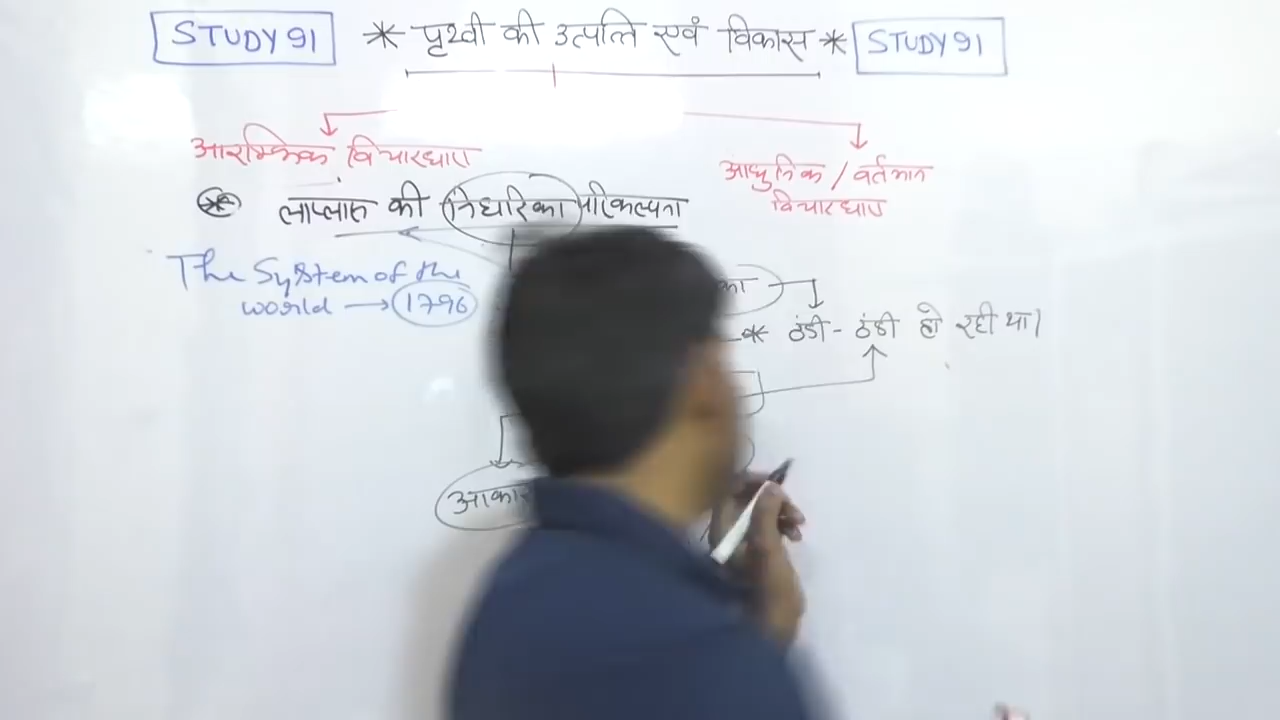 STUDY 91 * पृथ्वी की उत्पत्ति एवं विकास * STUDY 91
आरम्भिक विचारधारा
आधुनिक / वर्तमान
विचारधारा
* लाप्लास की निहारिका परिकल्पना
The System of the
world → 1796
का
* ठंडी - ठंडी हो रही था।
आकार